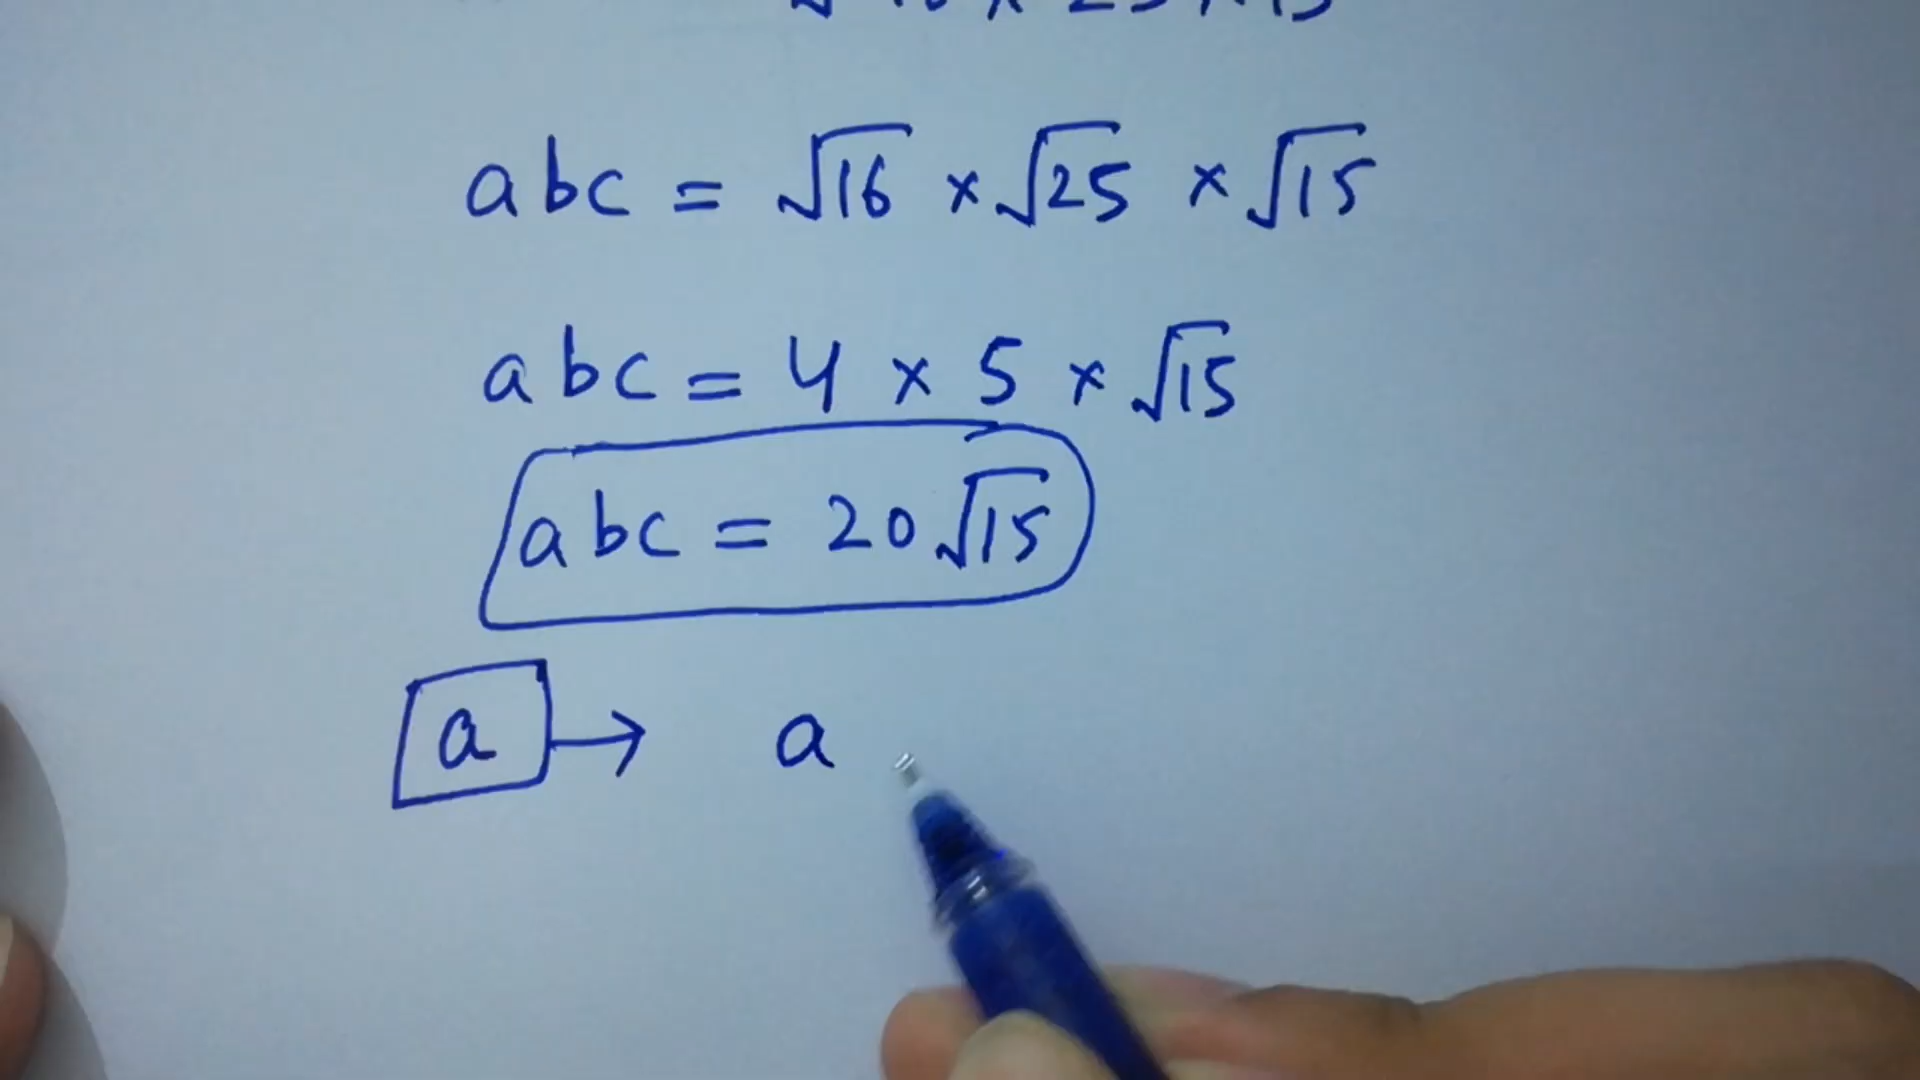 abc = √16 × √25 × √15
abc = 4 × 5 × √15
abc = 20√15
a → a